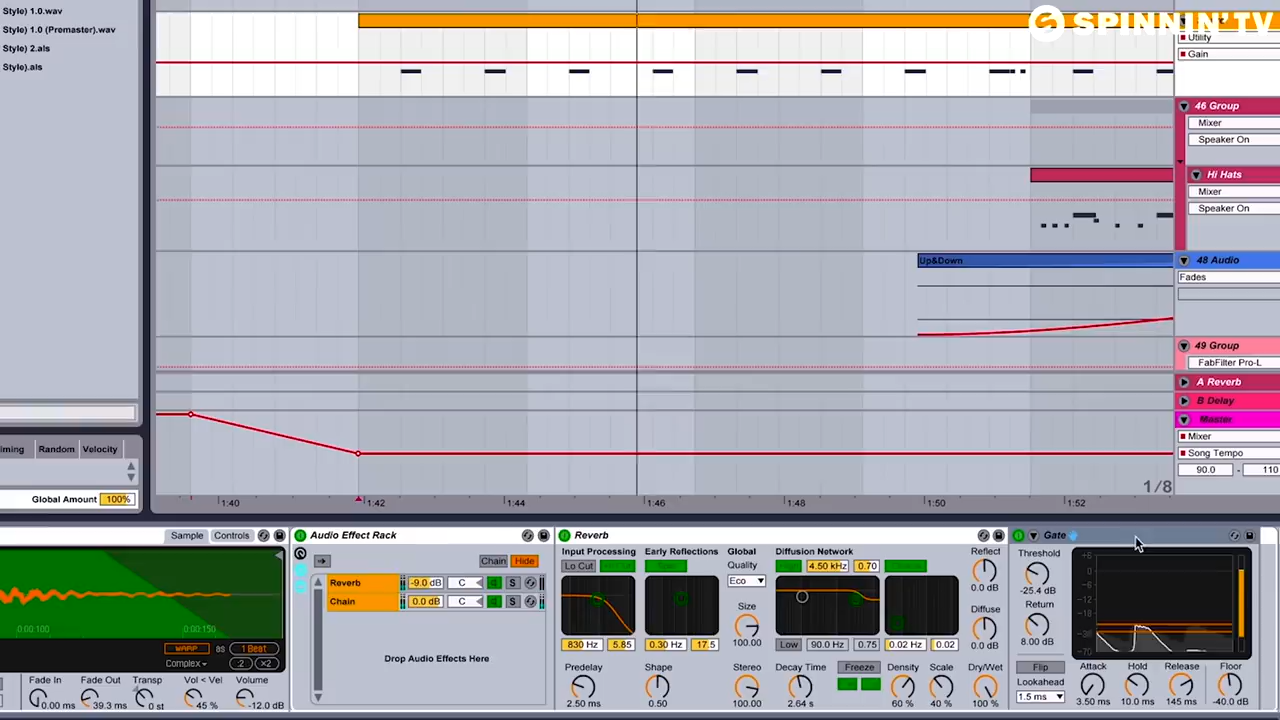 Style) 1.0.wav
Style) 1.0 (Premaster).wav
Style) 2.als
Style).als
SPINNIN' TV
Utility
Gain
46 Group
Mixer
Speaker On
Hi Hats
Mixer
Speaker On
Up&Down
48 Audio
Fades
49 Group
FabFilter Pro-L
A Reverb
B Delay
Master
Mixer
Song Tempo
90.0 - 110
iming Random Velocity
Global Amount 100%
1/8
1:40 1:42 1:44 1:46 1:48 1:50 1:52
Sample Controls
0:00:100 0:00:150
WARP as 1 Beat
Complex :2 ×2
Fade In Fade Out Transp Vol < Vel Volume
0.00 ms 39.3 ms 0 st 45 % -12.0 dB
Audio Effect Rack
Chain Hide
Reverb -9.0 dB C S
Chain 0.0 dB C S
Drop Audio Effects Here
Reverb
Input Processing Early Reflections Global Diffusion Network Reflect
Lo Cut Quality 4.50 kHz 0.70
Eco 0.0 dB
Size Diffuse
100.00
830 Hz 5.85 0.30 Hz 17.5 Low 90.0 Hz 0.75 0.02 Hz 0.02 0.0 dB
Predelay Shape Stereo Decay Time Freeze Density Scale Dry/Wet
2.50 ms 0.50 100.00 2.64 s 60 % 40 % 100 %
Gate
Threshold
-25.4 dB
Return
8.00 dB
Flip
Lookahead
1.5 ms
+6
0
-6
-12
-18
-30
-70
Attack Hold Release Floor
3.50 ms 10.0 ms 145 ms -40.0 dB